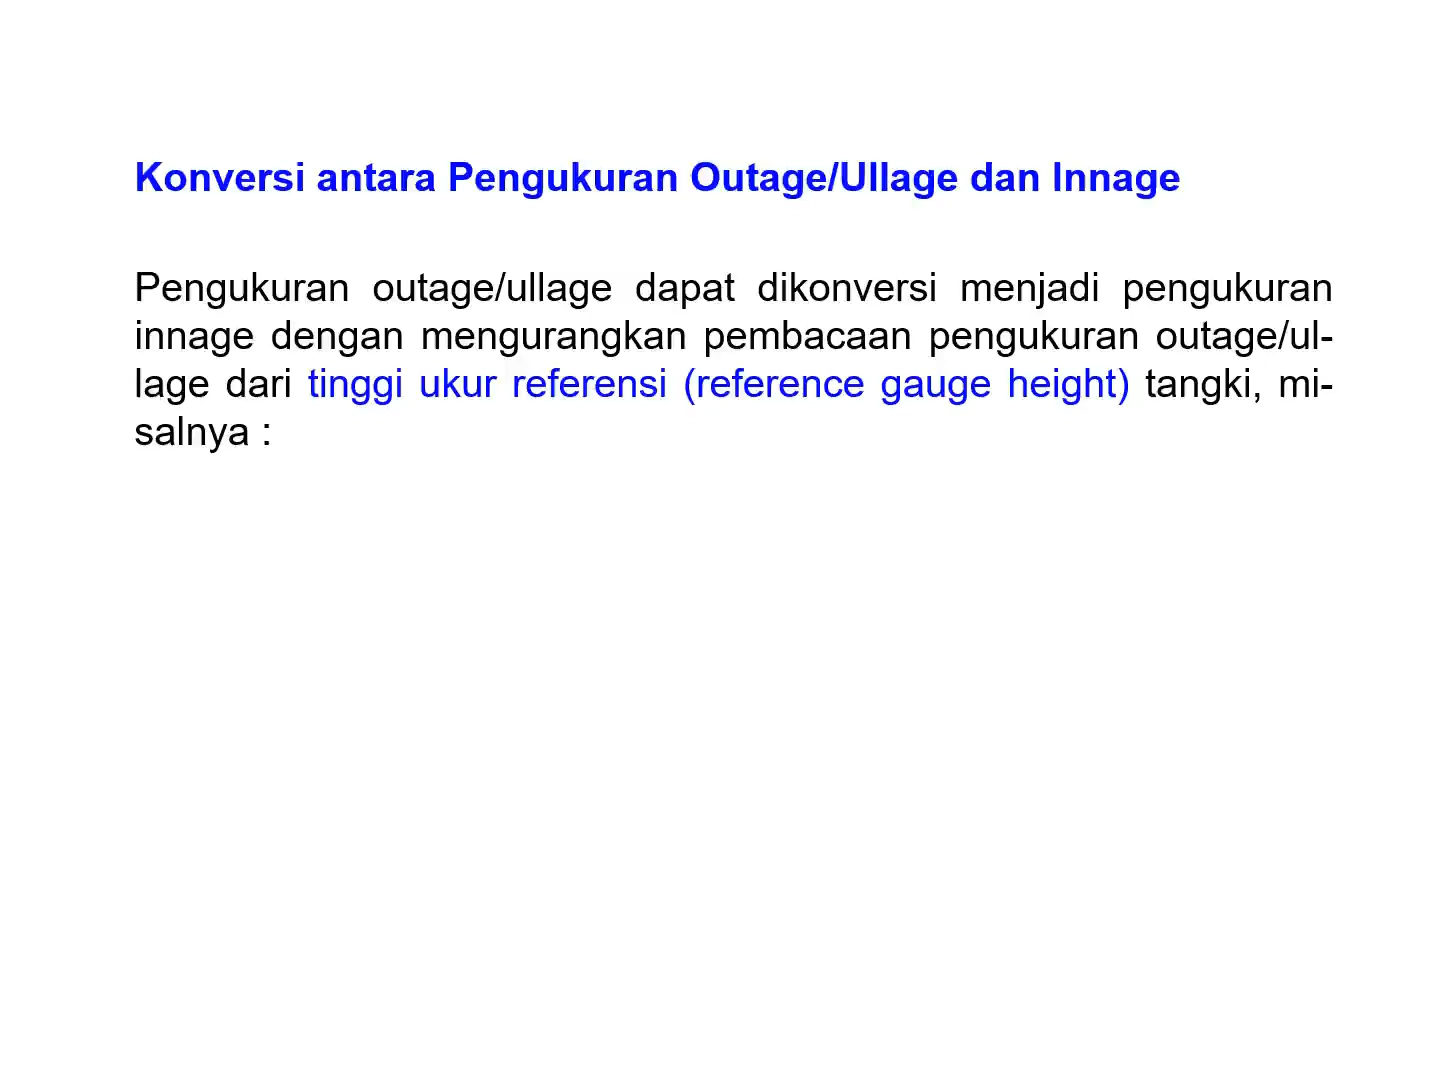 Konversi antara Pengukuran Outage/Ullage dan Innage
Pengukuran outage/ullage dapat dikonversi menjadi pengukuran
innage dengan mengurangkan pembacaan pengukuran outage/ul-
lage dari tinggi ukur referensi (reference gauge height) tangki, mi-
salnya :